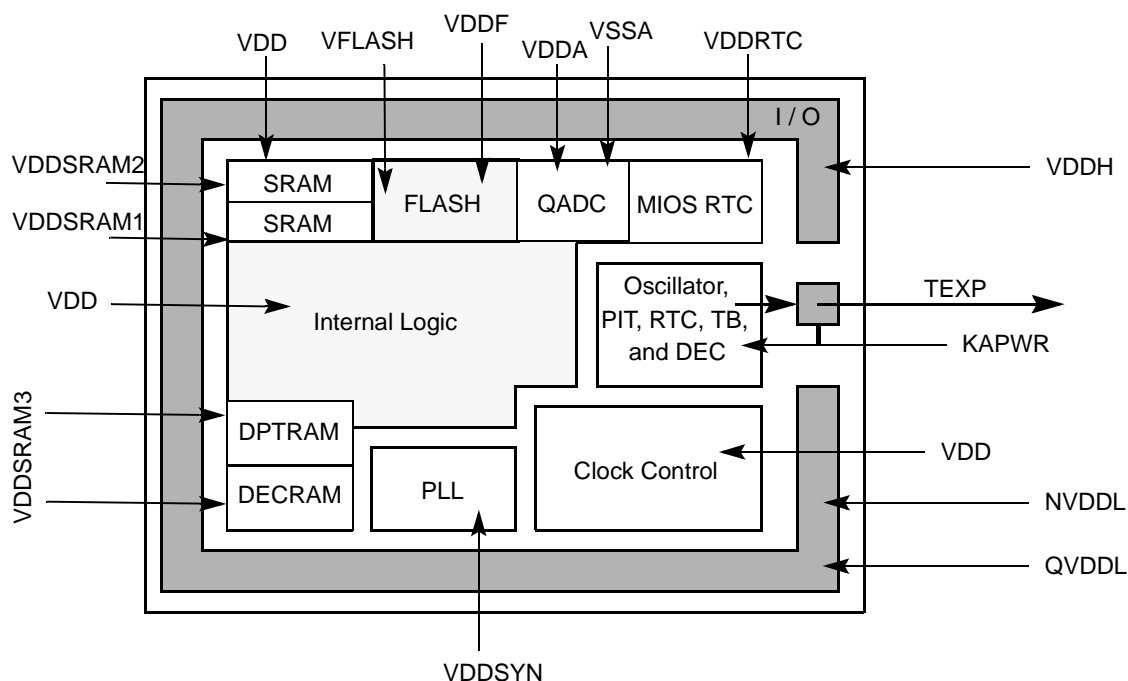 VDD
VFLASH
VDDF
VDDA
VSSA
VDDRTC
I / O
VDDSRAM2
SRAM
FLASH
QADC
MIOS RTC
VDDH
VDDSRAM1
SRAM
VDD
Internal Logic
Oscillator,
PIT, RTC, TB,
and DEC
TEXP
KAPWR
VDDSRAM3
DPTRAM
DECRAM
PLL
Clock Control
VDD
NVDDL
QVDDL
VDDSYN